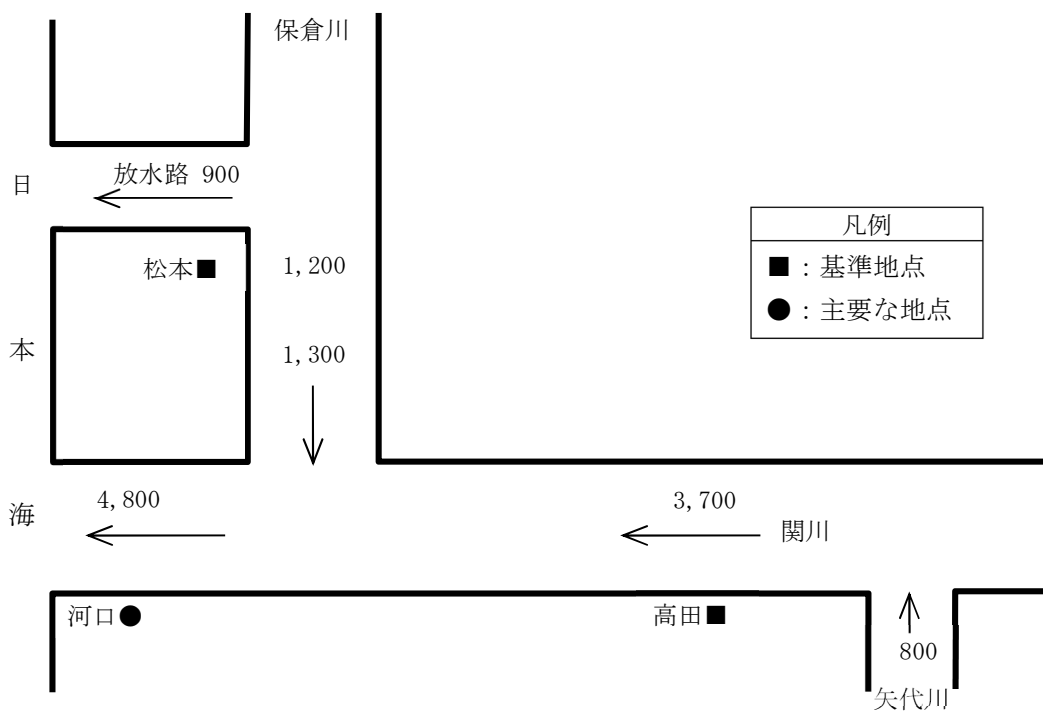 保倉川
放水路 900
日
本
海
松本■
1,200
1,300
凡例
■：基準地点
●：主要な地点
4,800
3,700
関川
河口●
高田■
800
矢代川